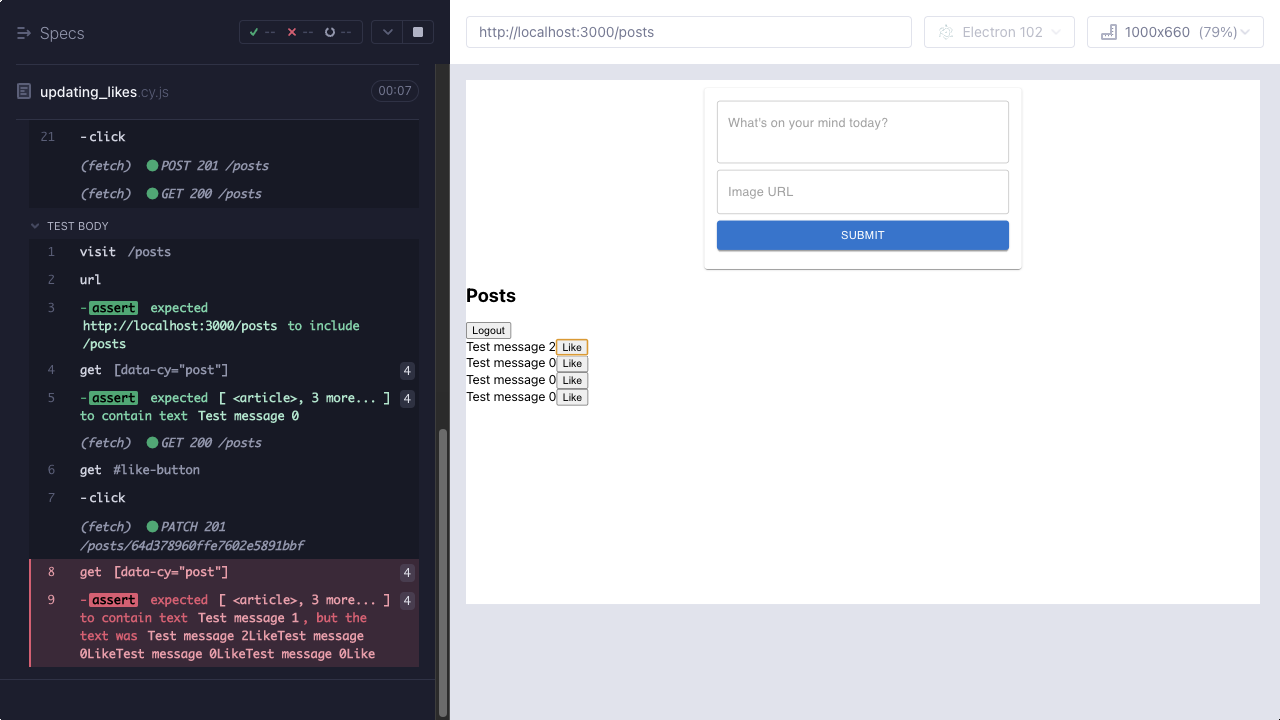 Specs
-- -- --
updating_likes.cy.js 00:07
21 -click
(fetch) POST 201 /posts
(fetch) GET 200 /posts
TEST BODY
1 visit /posts
2 url
3 -assert expected
http://localhost:3000/posts to include
/posts
4 get [data-cy="post"] 4
5 -assert expected [ <article>, 3 more... ] 4
to contain text Test message 0
(fetch) GET 200 /posts
6 get #like-button
7 -click
(fetch) PATCH 201
/posts/64d378960ffe7602e5891bbf
8 get [data-cy="post"] 4
9 -assert expected [ <article>, 3 more... ] 4
to contain text Test message 1, but the
text was Test message 2LikeTest message
0LikeTest message 0LikeTest message 0Like
http://localhost:3000/posts
Electron 102
1000x660 (79%)
What's on your mind today?
Image URL
SUBMIT
Posts
Logout
Test message 2 Like
Test message 0 Like
Test message 0 Like
Test message 0 Like